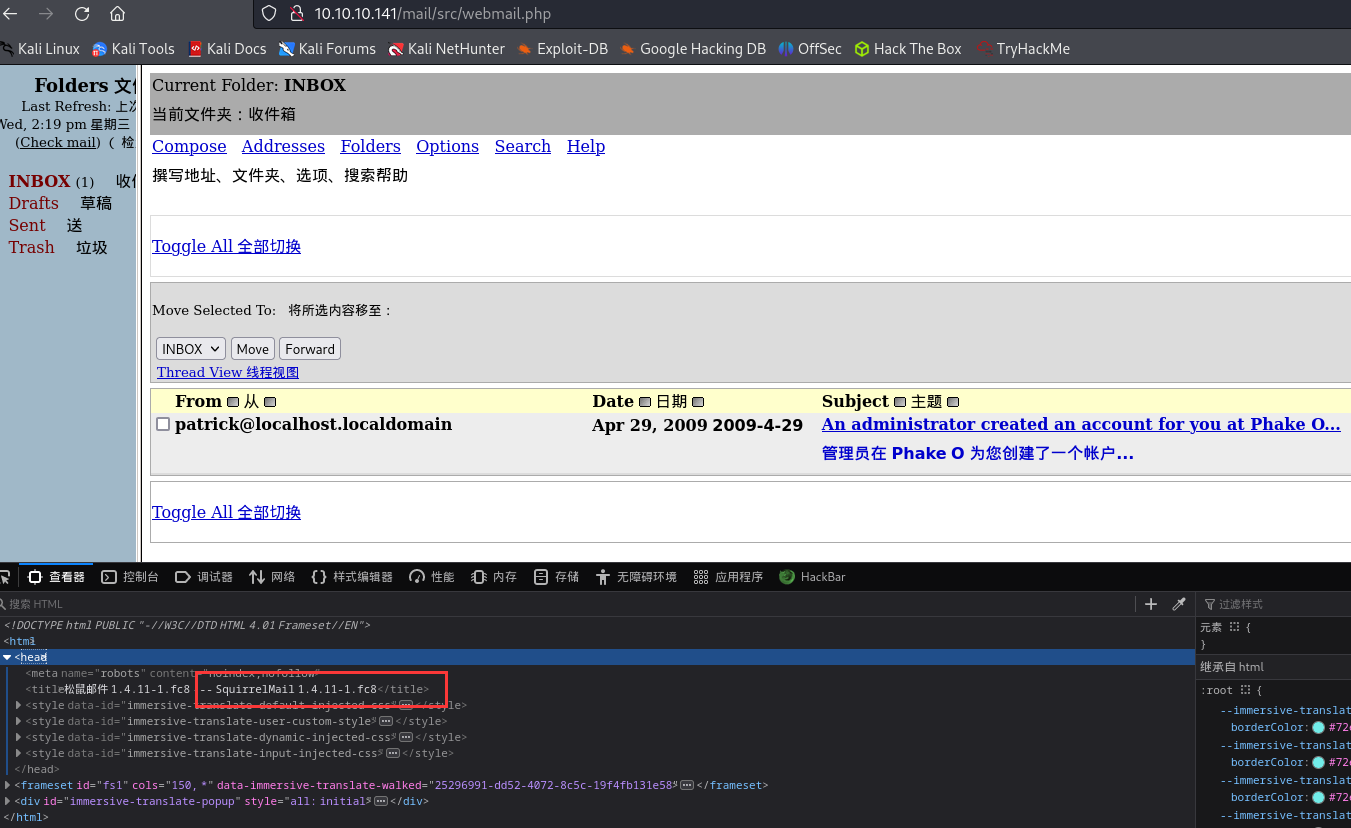 10.10.10.141/mail/src/webmail.php
Kali Linux Kali Tools Kali Docs Kali Forums Kali NetHunter Exploit-DB Google Hacking DB OffSec Hack The Box TryHackMe
Folders 文
Last Refresh: 上
Wed, 2:19 pm 星期三
(Check mail) ( 检
INBOX (1) 收
Drafts 草稿
Sent 送
Trash 垃圾
Current Folder: INBOX
当前文件夹：收件箱
Compose Addresses Folders Options Search Help
撰写地址、文件夹、选项、搜索帮助
Toggle All 全部切换
Move Selected To: 将所选内容移至：
INBOX Move Forward
Thread View 线程视图
From 从 Date 日期 Subject 主题
patrick@localhost.localdomain Apr 29, 2009 2009-4-29 An administrator created an account for you at Phake O...
管理员在 Phake O 为您创建了一个帐户...
Toggle All 全部切换
查看器 控制台 调试器 网络 样式编辑器 性能 内存 存储 无障碍环境 应用程序 HackBar
搜索 HTML
<!DOCTYPE html PUBLIC "-//W3C//DTD HTML 4.01 Frameset//EN">
<html>
<head>
<meta name="robots" content="noindex,nofollow">
<title>松鼠邮件 1.4.11-1.fc8 -- SquirrelMail 1.4.11-1.fc8</title>
<style data-id="immersive-translate-default-injected-css"></style>
<style data-id="immersive-translate-user-custom-style"></style>
<style data-id="immersive-translate-dynamic-injected-css"></style>
<style data-id="immersive-translate-input-injected-css"></style>
</head>
<frameset id="fs1" cols="150, *" data-immersive-translate-walked="25296991-dd52-4072-8c5c-19f4fb131e58"></frameset>
<div id="immersive-translate-popup" style="all: initial"></div>
</html>
过滤样式
元素 {
}
继承自 html
:root {
--immersive-translat
borderColor: #72
--immersive-translat
borderColor: #72
--immersive-translat
borderColor: #72
--immersive-translat